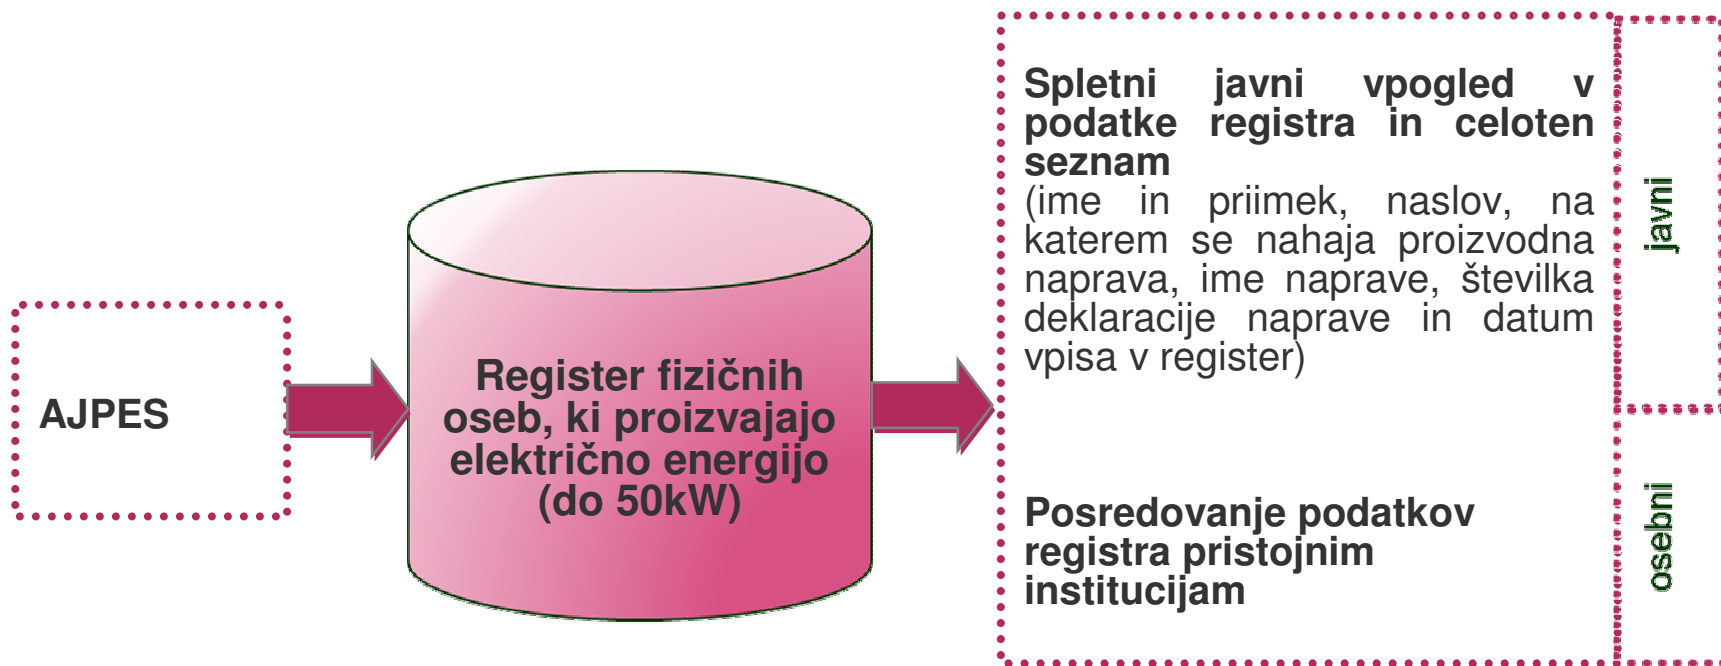 AJPES
Register fizičnih
oseb, ki proizvajajo
električno energijo
(do 50kW)
Spletni javni vpogled v
podatke registra in celoten
seznam
(ime in priimek, naslov, na
katerem se nahaja proizvodna
naprava, ime naprave, številka
deklaracije naprave in datum
vpisa v register)
javni
Posredovanje podatkov
registra pristojnim
institucijam
osebni